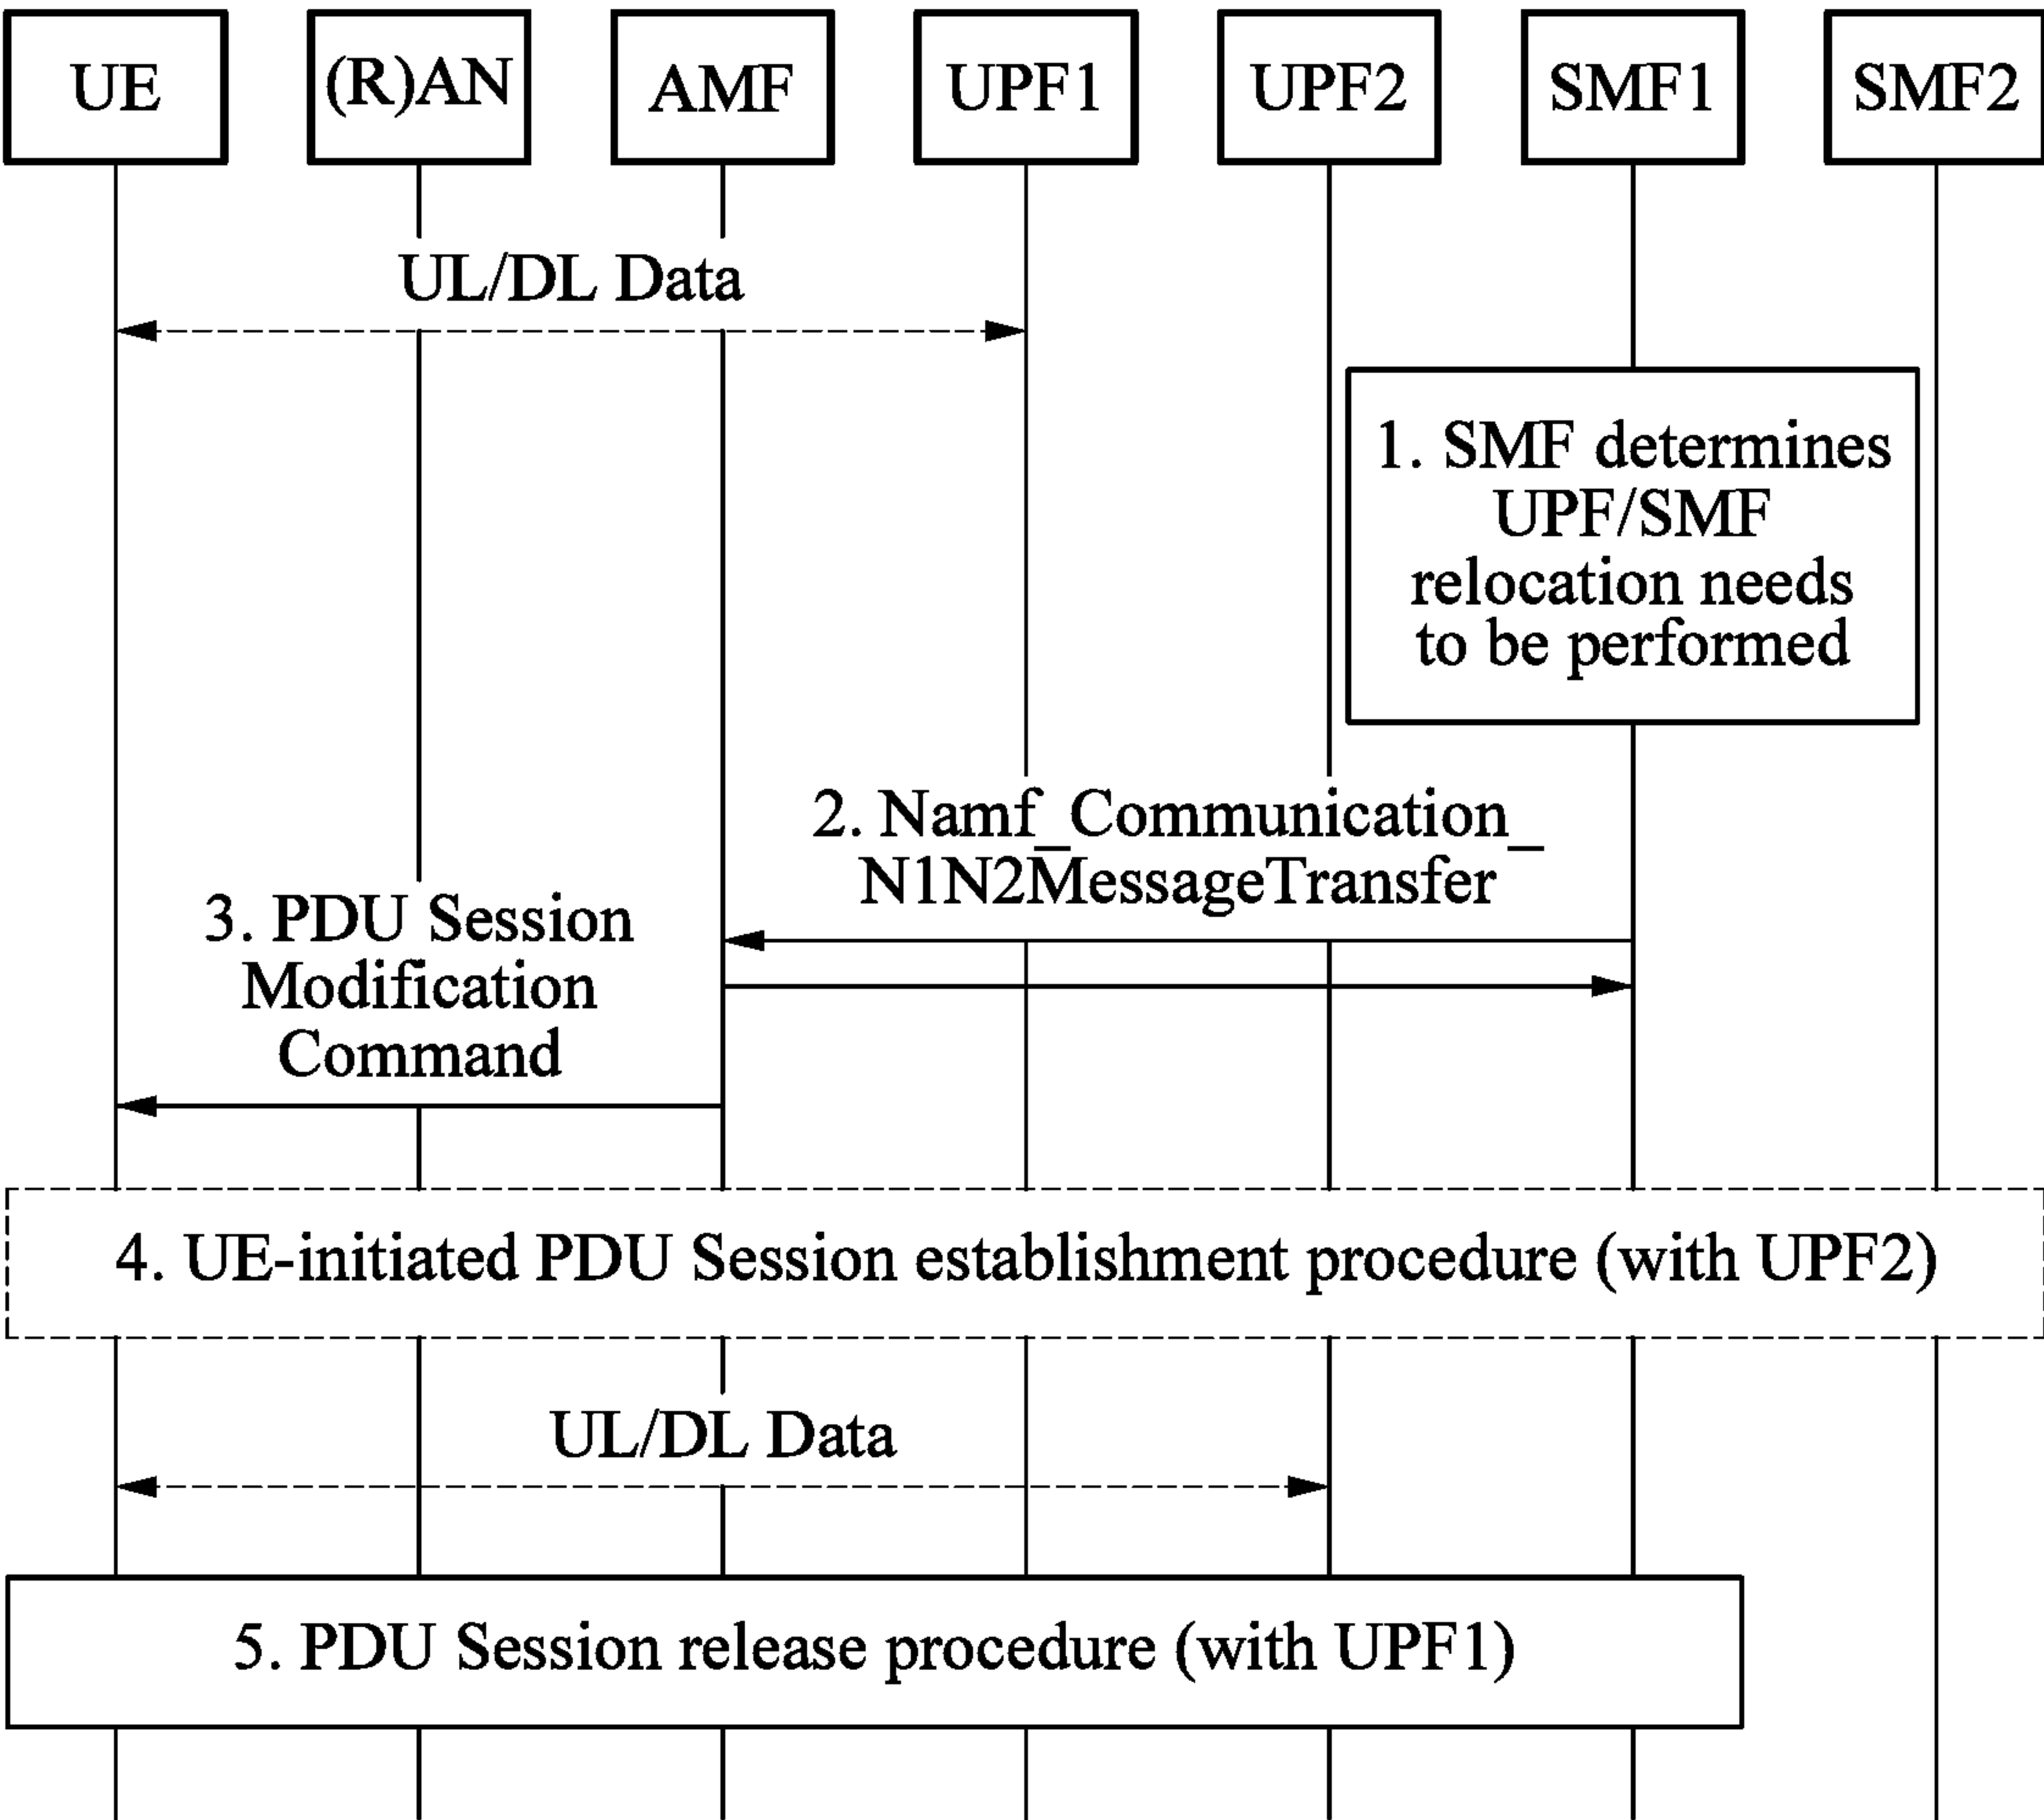 UE
(R)AN
AMF
UPF1
UPF2
SMF1
SMF2
UL/DL Data
1. SMF determines
UPF/SMF
relocation needs
to be performed
2. Namf_Communication_
N1N2MessageTransfer
3. PDU Session
Modification
Command
4. UE-initiated PDU Session establishment procedure (with UPF2)
UL/DL Data
5. PDU Session release procedure (with UPF1)